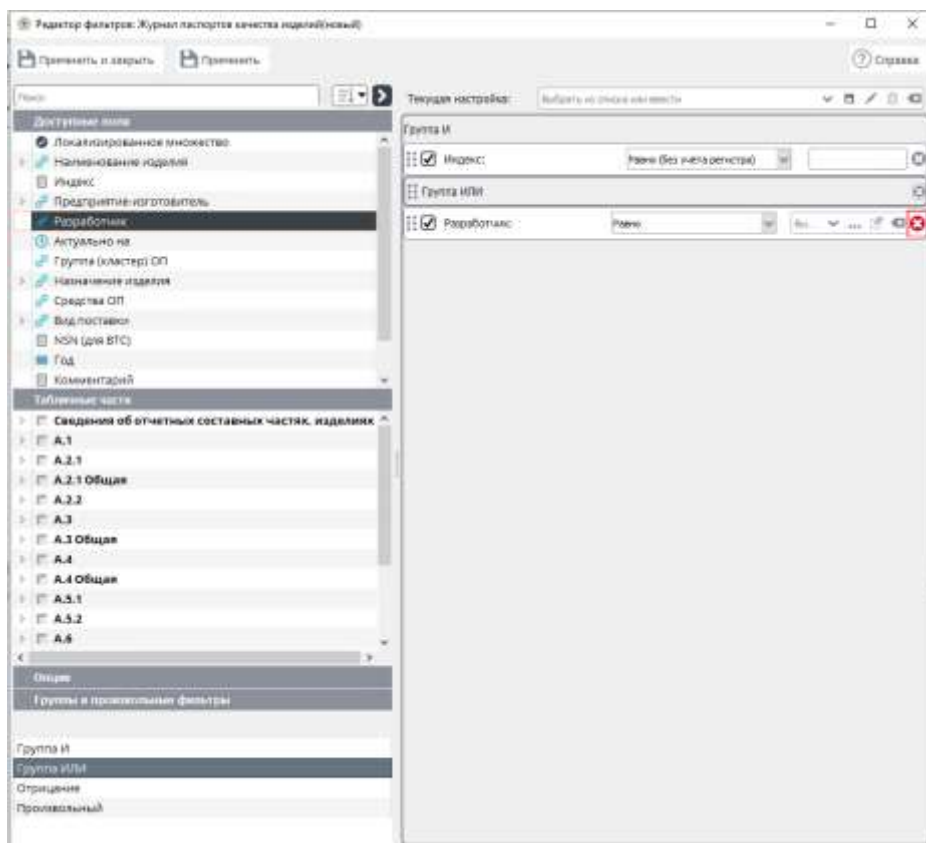 Редактор фильтров: Журнал паспортов качества изделий(новый)
Применить и закрыть
Применить
Справка
Поиск
Текущая настройка:
Выбрать из списка или ввести
Доступные поля
Группа И
Локализированное множество
Наименование изделия
Индекс:
Равно (без учета регистра)
Индекс
Группа ИЛИ
Предприятие-изготовитель
Разработчик
Разработчик:
Равно
Актуально на
Группа (кластер) ОП
Назначение изделия
Средства ОП
Вид поставки
NSN (для ВТС)
Год
Комментарий
Табличные части
Сведения об отчетных составных частях, изделиях
А.1
А.2.1
А.2.1 Общая
А.2.2
А.3
А.3 Общая
А.4
А.4 Общая
А.5.1
А.5.2
А.6
Опции
Группы и произвольные фильтры
Группа И
Группа ИЛИ
Отрицание
Произвольный